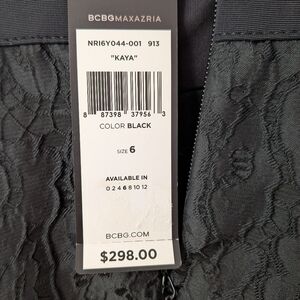 BCBGMAXAZRIA
NRI6Y044-001 913
"KAYA"
8 87398 37956 3
COLOR BLACK
SIZE 6
AVAILABLE IN
0 2 4 6 8 10 12
BCBG.COM
$298.00